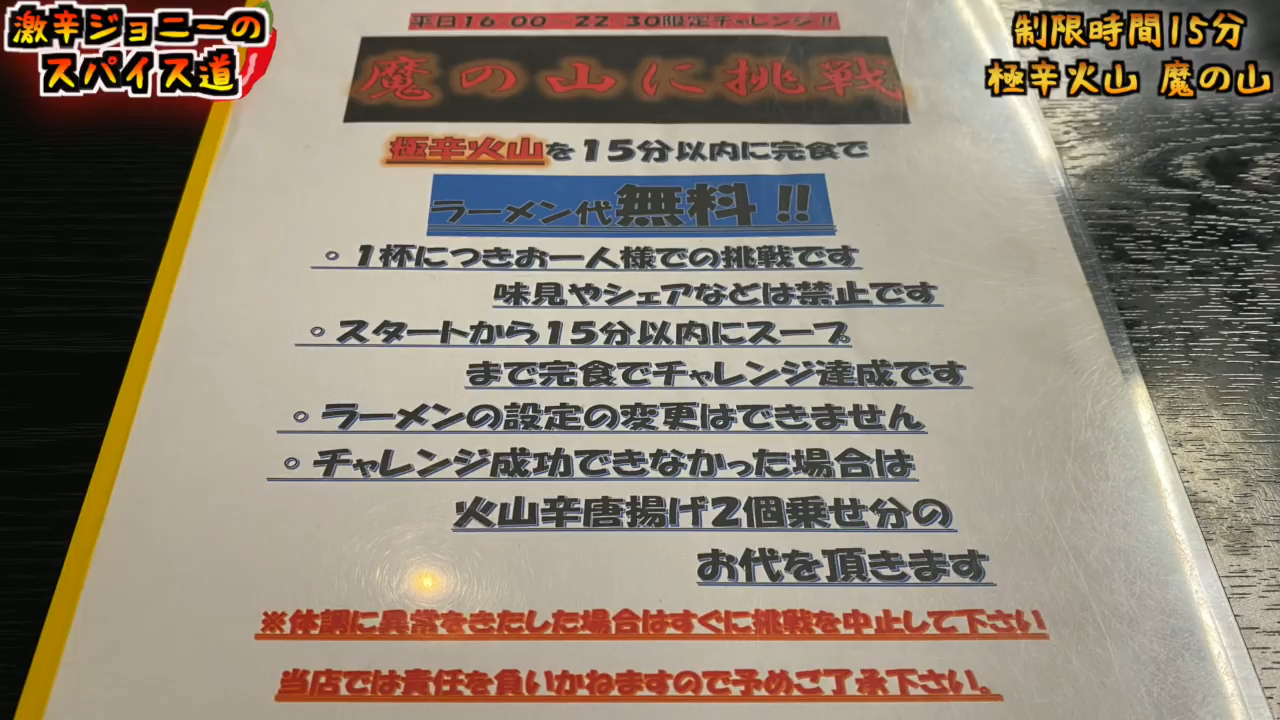 激辛ジョニーの
スパイス道
制限時間15分
極辛火山 魔の山
平日16 00 -22 30限定チャレンジ!!
魔の山に挑戦
極辛火山を15分以内に完食で
ラーメン代無料!!
。1杯につきお一人様での挑戦です
味見やシェアなどは禁止です
。スタートから15分以内にスープ
まで完食でチャレンジ達成です
。ラーメンの設定の変更はできません
。チャレンジ成功できなかった場合は
火山辛唐揚げ2個乗せ分の
お代を頂きます
※体調に異常をきたした場合はすぐに挑戦を中止して下さい
当店では責任を負いかねますので予めご了承下さい。